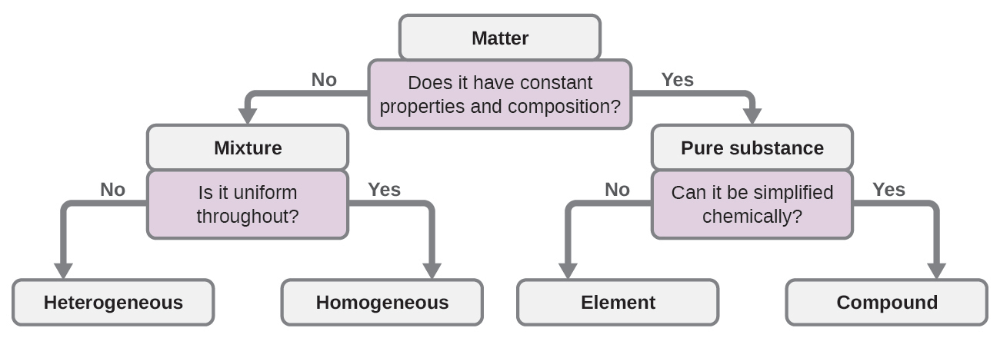 Matter
No
Does it have constant
properties and composition?
Yes
Mixture
Pure substance
No
Is it uniform
throughout?
Yes
No
Can it be simplified
chemically?
Yes
Heterogeneous
Homogeneous
Element
Compound